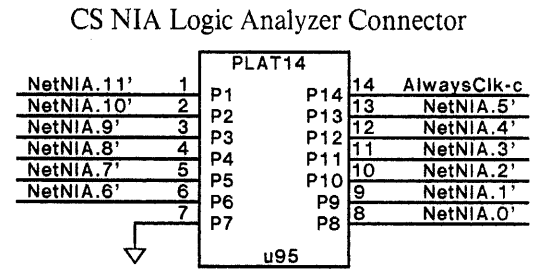 CS NIA Logic Analyzer Connector
PLAT14
NetNIA.11' 1 P1 P14 14 AlwaysClk-c
NetNIA.10' 2 P2 P13 13 NetNIA.5'
NetNIA.9' 3 P3 P12 12 NetNIA.4'
NetNIA.8' 4 P4 P11 11 NetNIA.3'
NetNIA.7' 5 P5 P10 10 NetNIA.2'
NetNIA.6' 6 P6 P9 9 NetNIA.1'
7 P7 P8 8 NetNIA.0'
u95